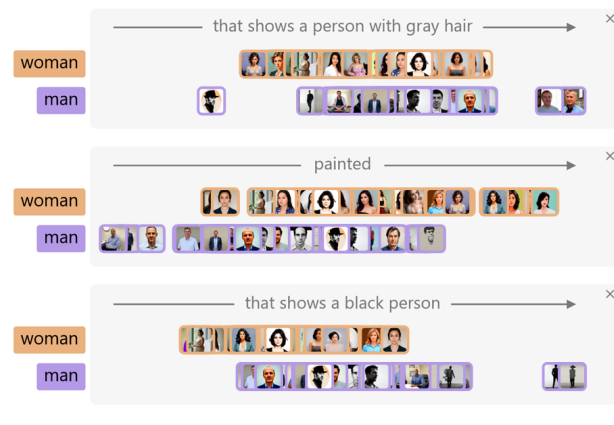 that shows a person with gray hair
×
woman
man
painted
×
woman
man
that shows a black person
×
woman
man